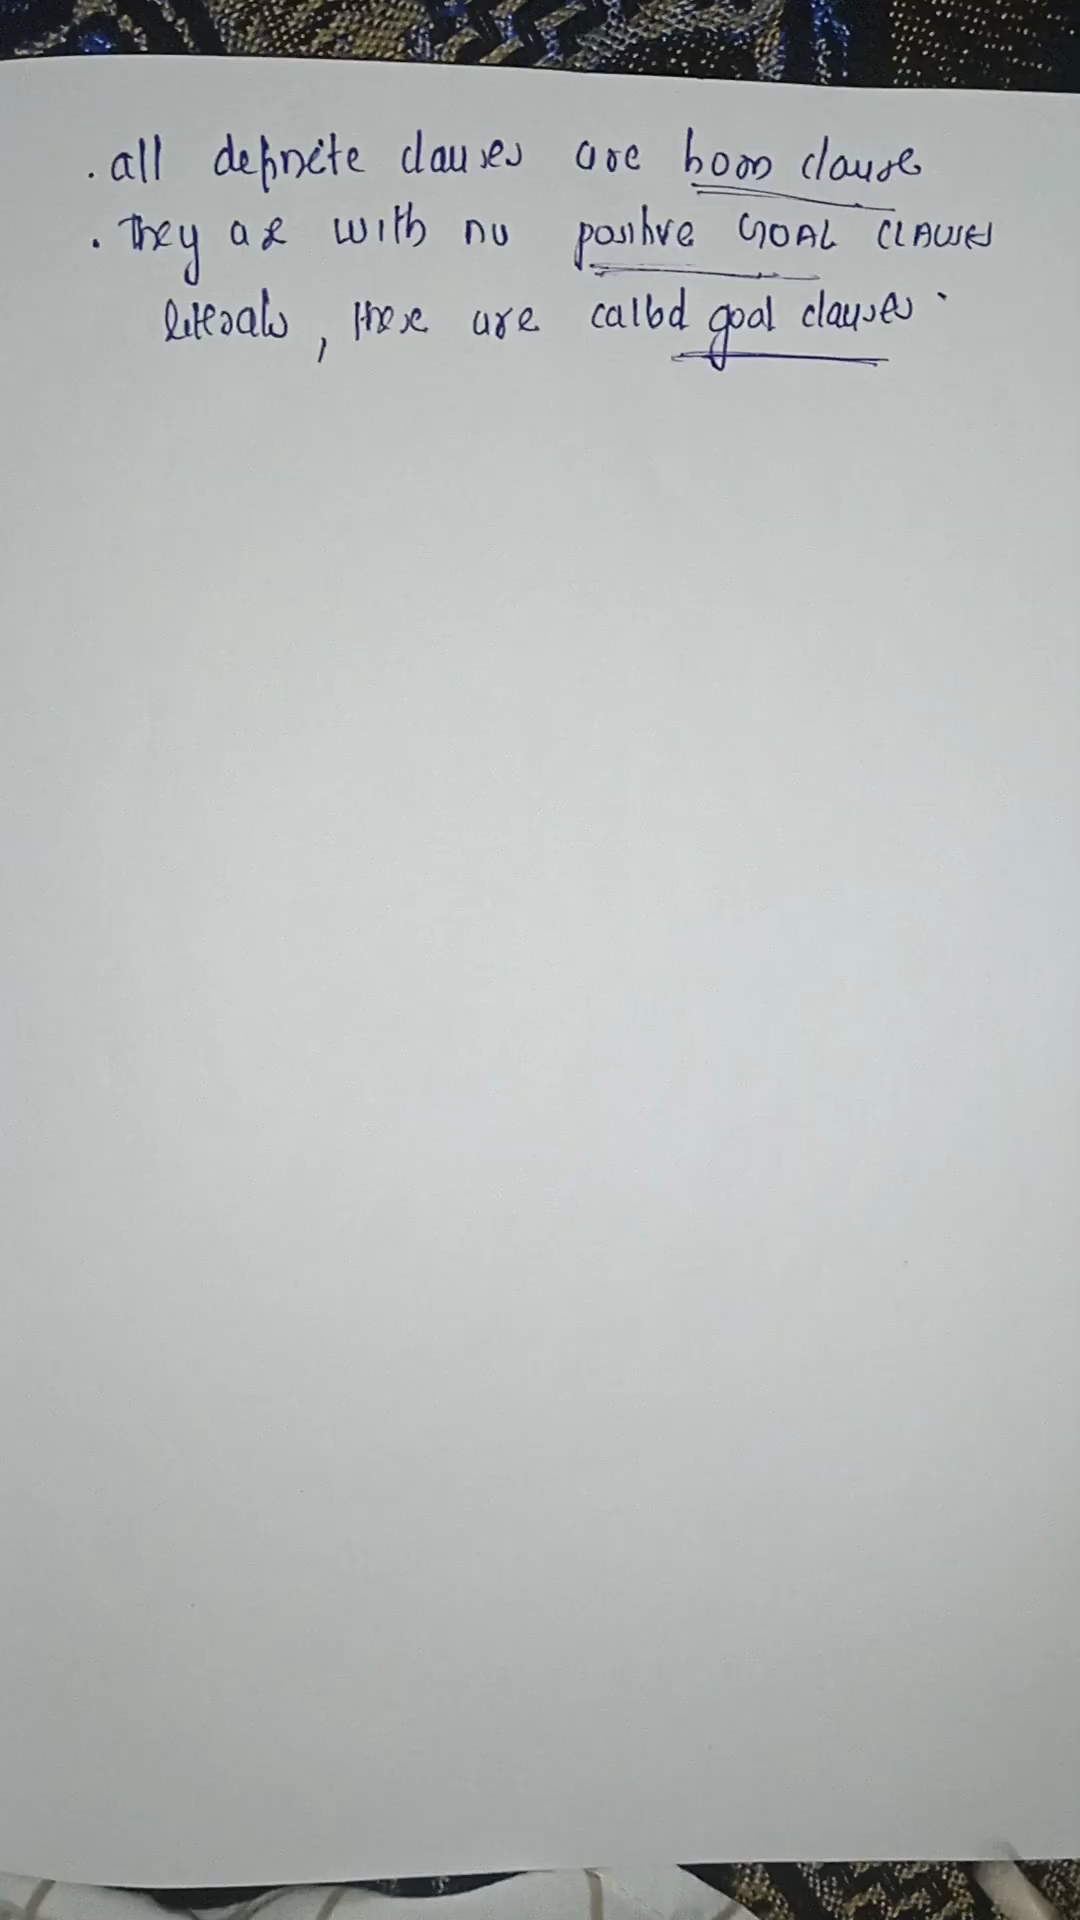 . all definite clauses are horn clause
. They are with no positive GOAL CLAUSES
literals, these are called goal clauses.